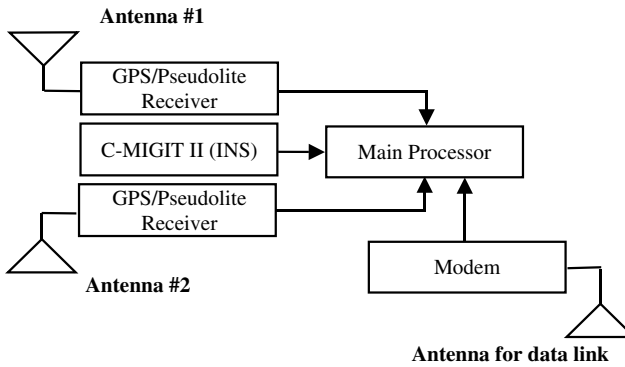 Antenna #1
GPS/Pseudolite
Receiver
C-MIGIT II (INS)
Main Processor
GPS/Pseudolite
Receiver
Modem
Antenna #2
Antenna for data link